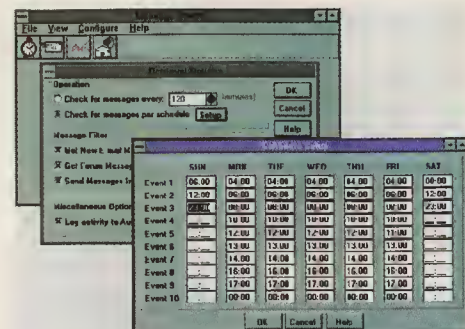 File View Configure Help
Operation
Check for messages every: 120 (minutes)
Check for messages per schedule Setup
OK
Cancel
Help
Message Filter
Get New E-mail M
Get Forum Messag
Send Messages In
Miscellaneous Option
Log activity to Au
SUN MON TUE WED THU FRI SAT
Event 1 06:00 04:00 04:00 04:00 04:00 04:00 00:00
Event 2 12:00 06:00 06:00 06:00 06:00 06:00 12:00
Event 3 08:00 08:00 08:00 08:00 23:00
Event 4 10:00 10:00 10:00 10:00 10:00
Event 5 12:00 12:00 12:00 12:00
Event 6 13:00 13:00 13:00 13:00 13:00
Event 7 14:00 14:00 14:00 14:00 14:00
Event 8 16:00 16:00 16:00 16:00 16:00
Event 9 17:00 17:00 17:00 17:00 17:00
Event 10 00:00 00:00 00:00 00:00 00:00
OK Cancel Help